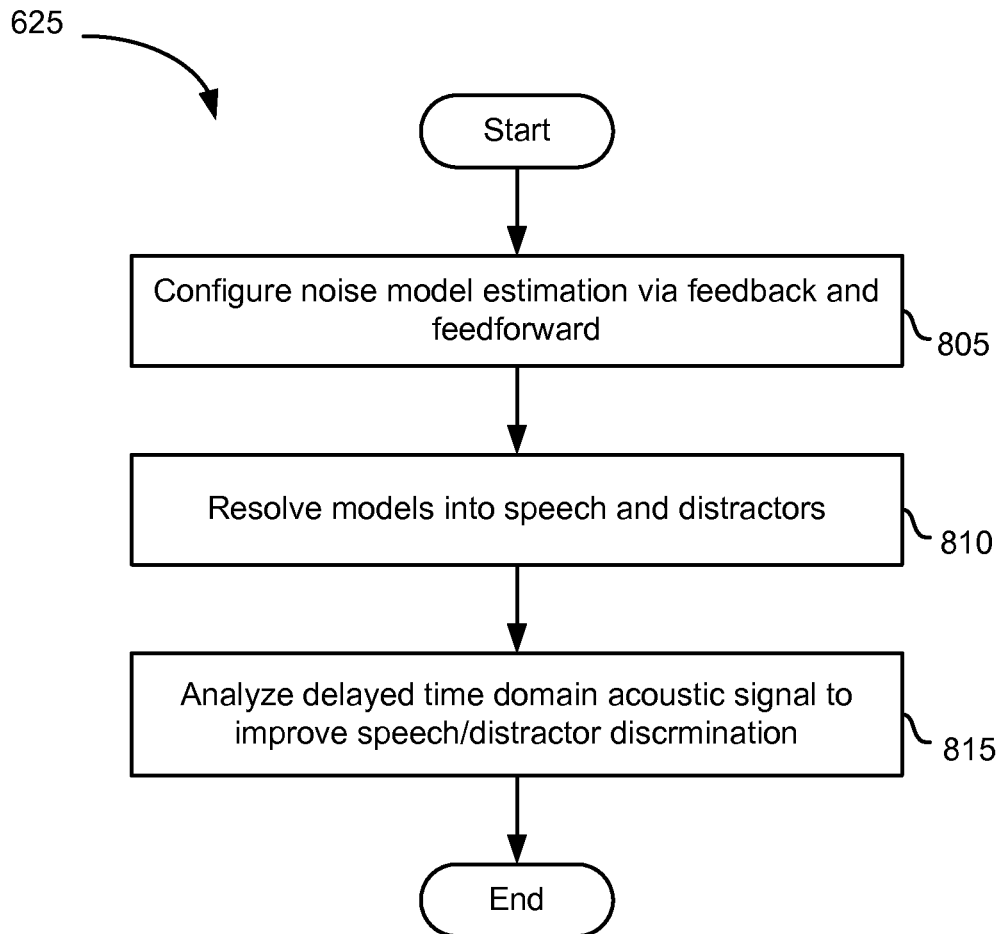 625
Start
Configure noise model estimation via feedback and
feedforward
805
Resolve models into speech and distractors
810
Analyze delayed time domain acoustic signal to
improve speech/distractor discrmination
815
End